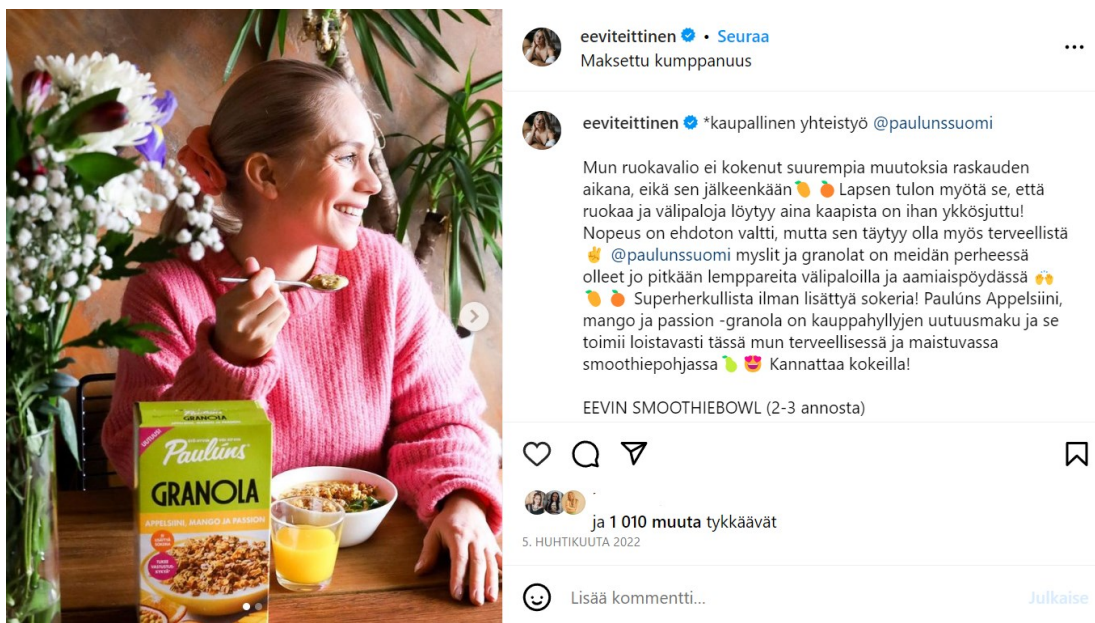 eeviteittinen • Seuraa
Maksettu kumppanuus
eeviteittinen *kaupallinen yhteistyö @paulunssuomi
Mun ruokavalio ei kokenut suurempia muutoksia raskauden
aikana, eikä sen jälkeenkään🥭 🍊Lapsen tulon myötä se, että
ruokaa ja välipaloja löytyy aina kaapista on ihan ykkösjuttu!
Nopeus on ehdoton valtti, mutta sen täytyy olla myös terveellistä
✌️ @paulunssuomi myslit ja granolat on meidän perheessä
olleet jo pitkään lemppareita välipaloilla ja aamiaispöydässä 🙌
🥭 🍊 Superherkullista ilman lisättyä sokeria! Paulúns Appelsiini,
mango ja passion -granola on kauppahyllyjen uutuusmaku ja se
toimii loistavasti tässä mun terveellisessä ja maistuvassa
smoothiepohjassa🍐 😍 Kannattaa kokeilla!
EEVIN SMOOTHIEBOWL (2-3 annosta)
ja 1 010 muuta tykkäävät
5. HUHTIKUUTA 2022
Lisää kommentti...
Julkaise
GRANOLA
UUTUUS!
Paulúns
GRANOLA
APPELSIINI, MANGO JA PASSION